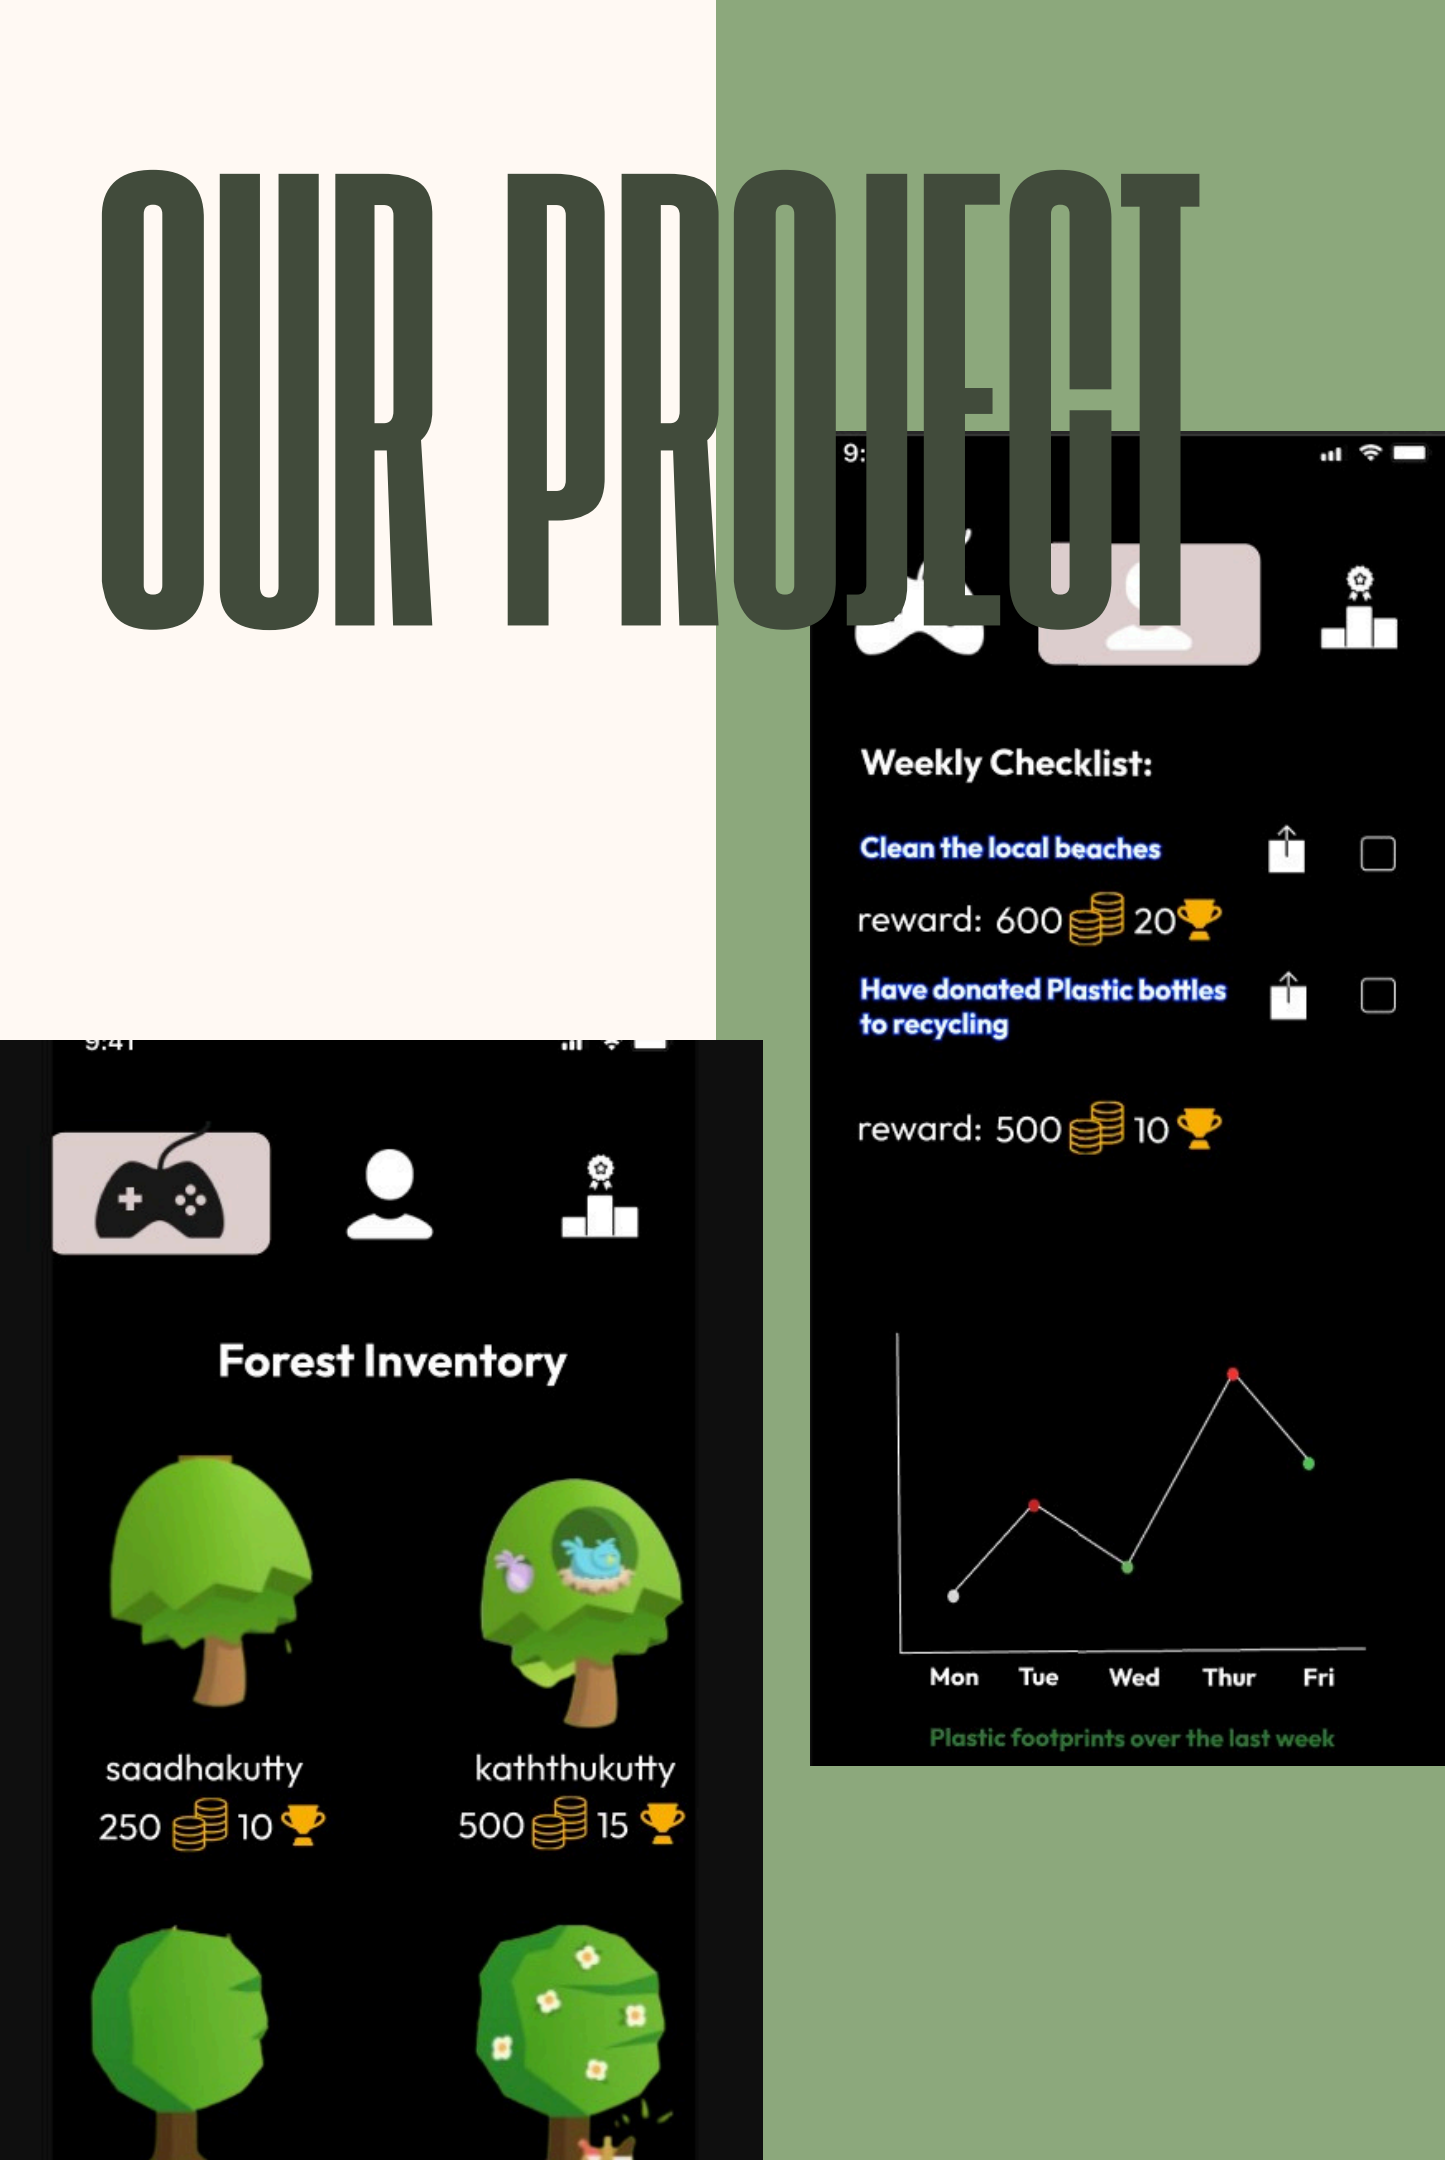 OUR PROJECT
9:
Weekly Checklist:
Clean the local beaches
reward: 600 20
Have donated Plastic bottles
to recycling
reward: 500 10
Mon Tue Wed Thur Fri
Plastic footprints over the last week
9:41
Forest Inventory
saadhakutty kaththukutty
250 10 500 15